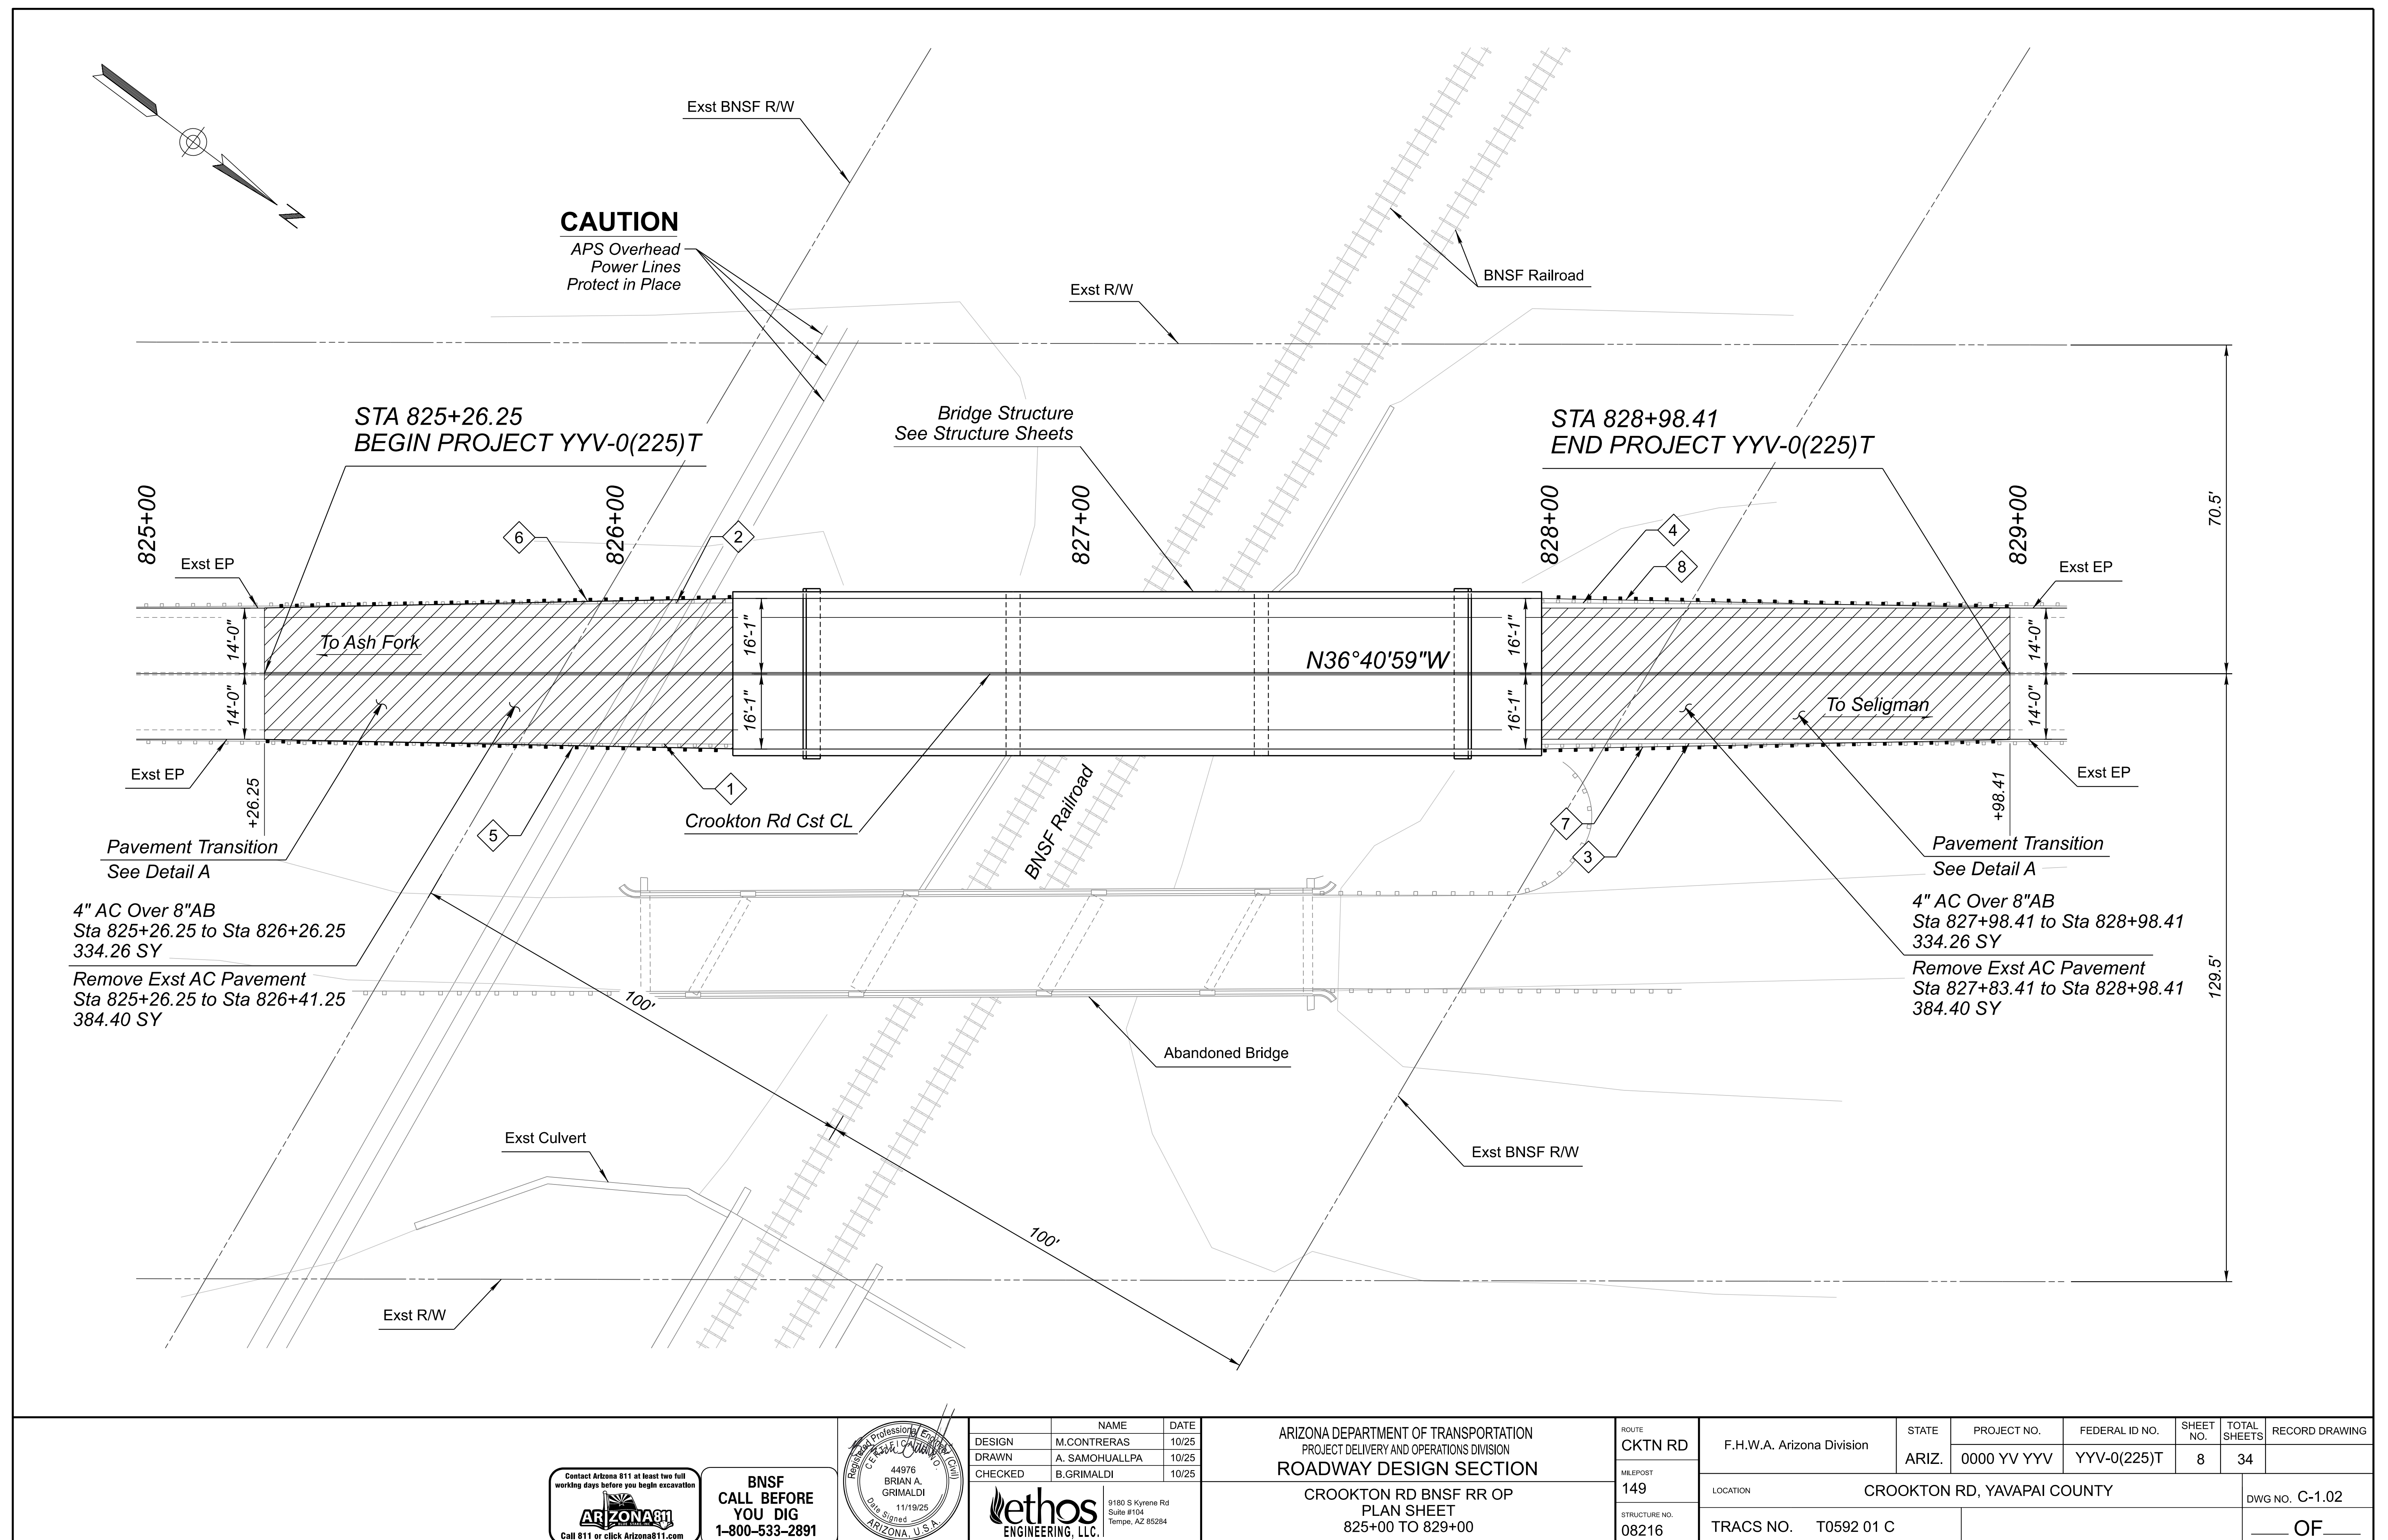 N
Exst BNSF R/W
CAUTION
APS Overhead
Power Lines
Protect in Place
Exst R/W
BNSF Railroad
STA 825+26.25
BEGIN PROJECT YYV-0(225)T
Bridge Structure
See Structure Sheets
STA 828+98.41
END PROJECT YYV-0(225)T
825+00
826+00
827+00
828+00
829+00
70.5'
6
2
4
8
Exst EP
Exst EP
14'-0"
To Ash Fork
16'-1"
N36°40'59"W
16'-1"
14'-0"
14'-0"
16'-1"
16'-1"
To Seligman
14'-0"
Exst EP
+26.25
1
5
Crookton Rd Cst CL
BNSF Railroad
7
3
+98.41
Exst EP
Pavement Transition
See Detail A
Pavement Transition
See Detail A
4" AC Over 8"AB
Sta 825+26.25 to Sta 826+26.25
334.26 SY
Remove Exst AC Pavement
Sta 825+26.25 to Sta 826+41.25
384.40 SY
4" AC Over 8"AB
Sta 827+98.41 to Sta 828+98.41
334.26 SY
Remove Exst AC Pavement
Sta 827+83.41 to Sta 828+98.41
384.40 SY
129.5'
100'
Abandoned Bridge
Exst Culvert
Exst BNSF R/W
100'
Exst R/W
Contact Arizona 811 at least two full
working days before you begin excavation
ARIZONA811
Call 811 or click Arizona811.com
BNSF
CALL BEFORE
YOU DIG
1-800-533-2891
Registered Professional Engineer (Civil)
CERTIFICATE NO.
44976
BRIAN A.
GRIMALDI
11/19/25
Date Signed
ARIZONA, U.S.A.
NAME DATE
DESIGN M.CONTRERAS 10/25
DRAWN A. SAMOHUALLPA 10/25
CHECKED B.GRIMALDI 10/25
ethos
ENGINEERING, LLC.
9180 S Kyrene Rd
Suite #104
Tempe, AZ 85284
ARIZONA DEPARTMENT OF TRANSPORTATION
PROJECT DELIVERY AND OPERATIONS DIVISION
ROADWAY DESIGN SECTION
CROOKTON RD BNSF RR OP
PLAN SHEET
825+00 TO 829+00
ROUTE
CKTN RD
MILEPOST
149
STRUCTURE NO.
08216
F.H.W.A. Arizona Division
STATE
ARIZ.
PROJECT NO.
0000 YV YYV
FEDERAL ID NO.
YYV-0(225)T
SHEET NO.
8
TOTAL SHEETS
34
RECORD DRAWING
LOCATION CROOKTON RD, YAVAPAI COUNTY
DWG NO. C-1.02
TRACS NO. T0592 01 C
OF